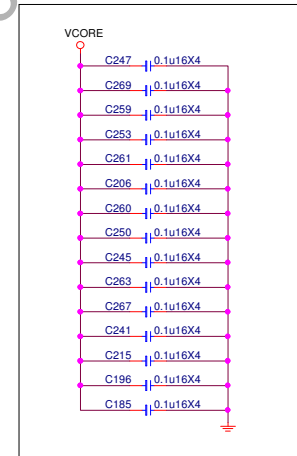 VCORE
C247 0.1u16X4
C269 0.1u16X4
C259 0.1u16X4
C253 0.1u16X4
C261 0.1u16X4
C206 0.1u16X4
C260 0.1u16X4
C250 0.1u16X4
C245 0.1u16X4
C263 0.1u16X4
C267 0.1u16X4
C241 0.1u16X4
C215 0.1u16X4
C196 0.1u16X4
C185 0.1u16X4